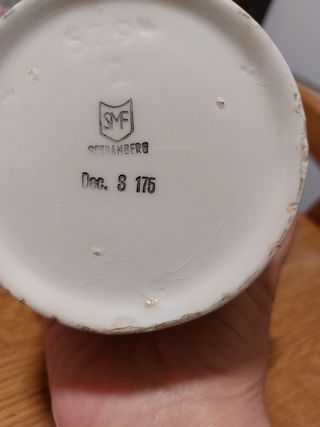 SMF
SCHRAMBERG
Dec. S 175